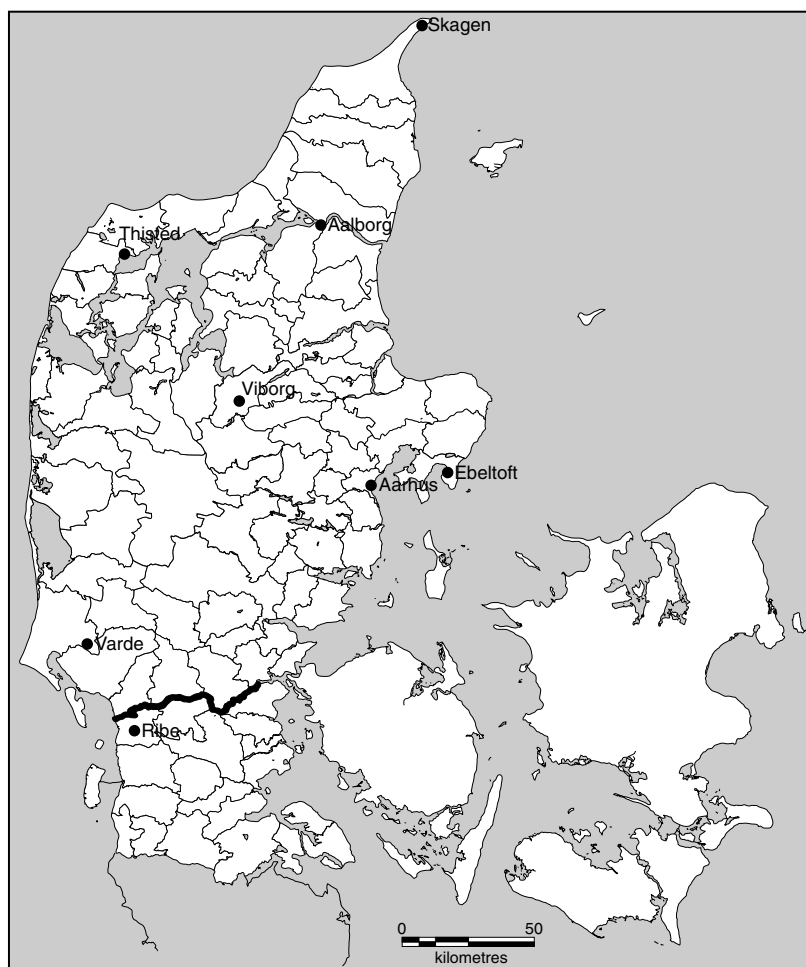 Skagen
Aalborg
Thisted
Viborg
Ebeltoft
Aarhus
Varde
Ribe
0 50
kilometres